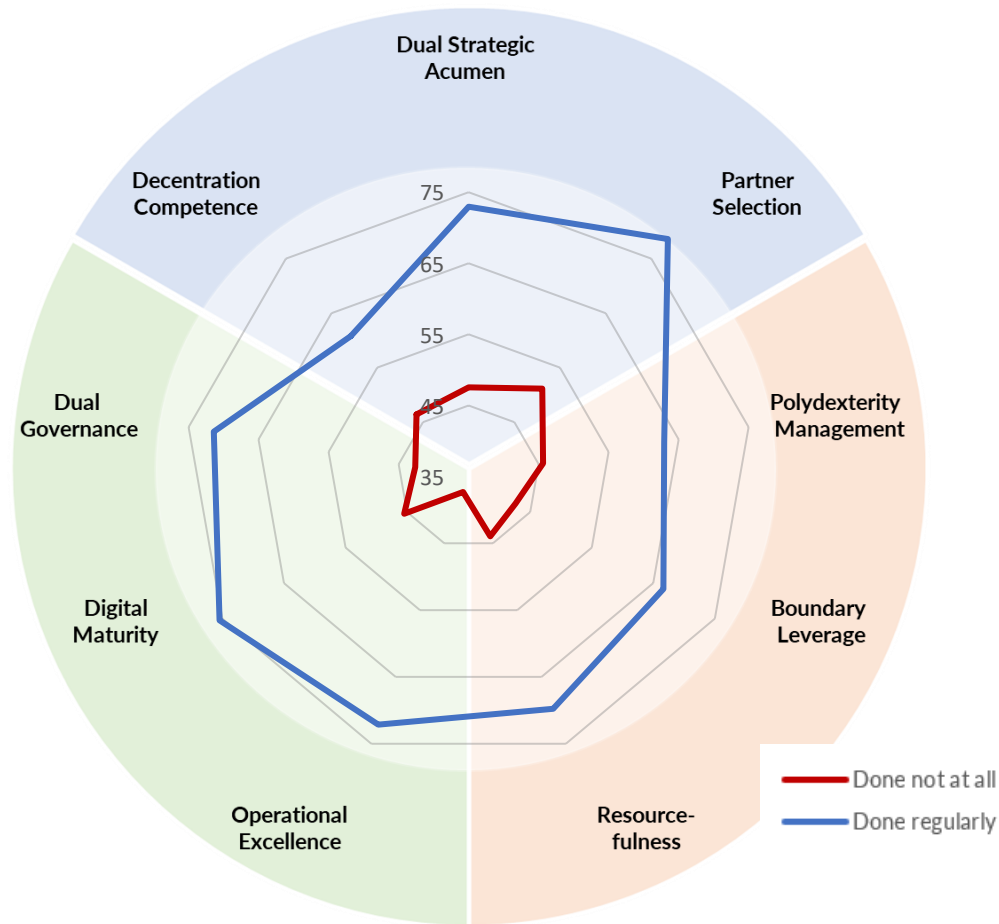 Dual Strategic
Acumen
Decentration
Competence
Partner
Selection
75
65
55
45
35
Dual
Governance
Polydexterity
Management
Digital
Maturity
Boundary
Leverage
Operational
Excellence
Resource-
fulness
Done not at all
Done regularly